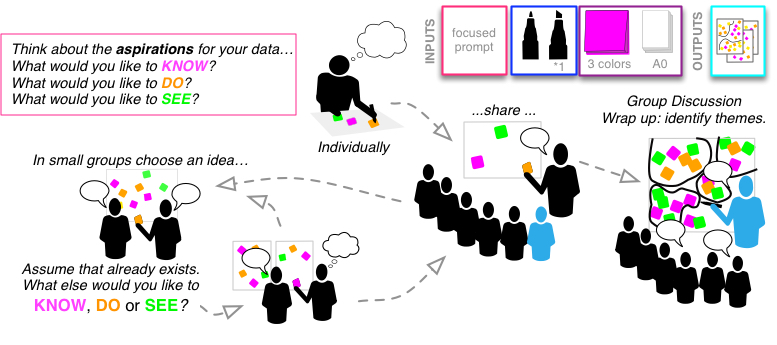 INPUTS
focused
prompt
*1
3 colors
A0
OUTPUTS
Think about the aspirations for your data…
What would you like to KNOW?
What would you like to DO?
What would you like to SEE?
Individually
...share ...
Group Discussion
Wrap up: identify themes.
In small groups choose an idea…
Assume that already exists.
What else would you like to
KNOW, DO or SEE?